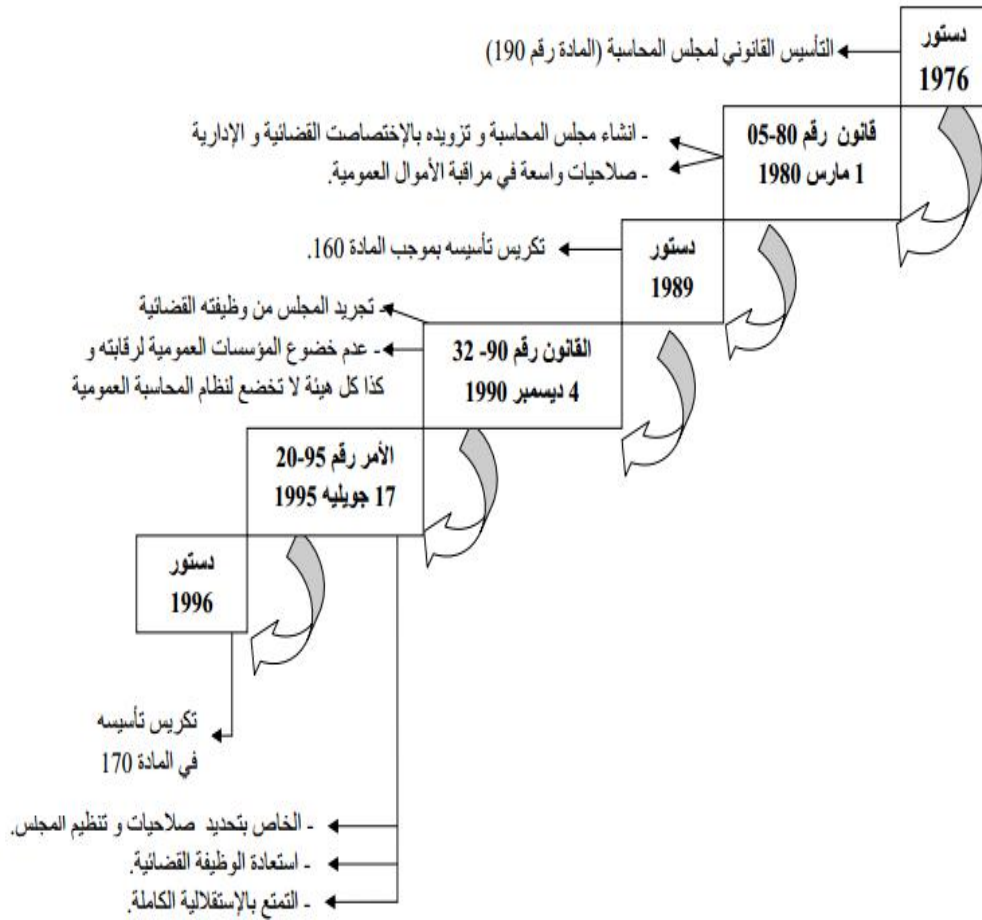 دستور
1976
التأسيس القانوني لمجلس المحاسبة (المادة رقم 190)
قانون رقم 80-05
1 مارس 1980
- انشاء مجلس المحاسبة و تزويده بالإختصاصت القضائية و الإدارية
- صلاحيات واسعة في مراقبة الأموال العمومية.
دستور
1989
تكريس تأسيسه بموجب المادة 160.
القانون رقم 90- 32
4 ديسمبر 1990
- تجريد المجلس من وظيفته القضائية
- عدم خضوع المؤسسات العمومية لرقابته و
كذا كل هيئة لا تخضع لنظام المحاسبة العمومية
الأمر رقم 95-20
17 جويليه 1995
دستور
1996
تكريس تأسيسه
في المادة 170
- الخاص بتحديد صلاحيات و تنظيم المجلس.
- استعادة الوظيفة القضائية.
- التمتع بالإستقلالية الكاملة.